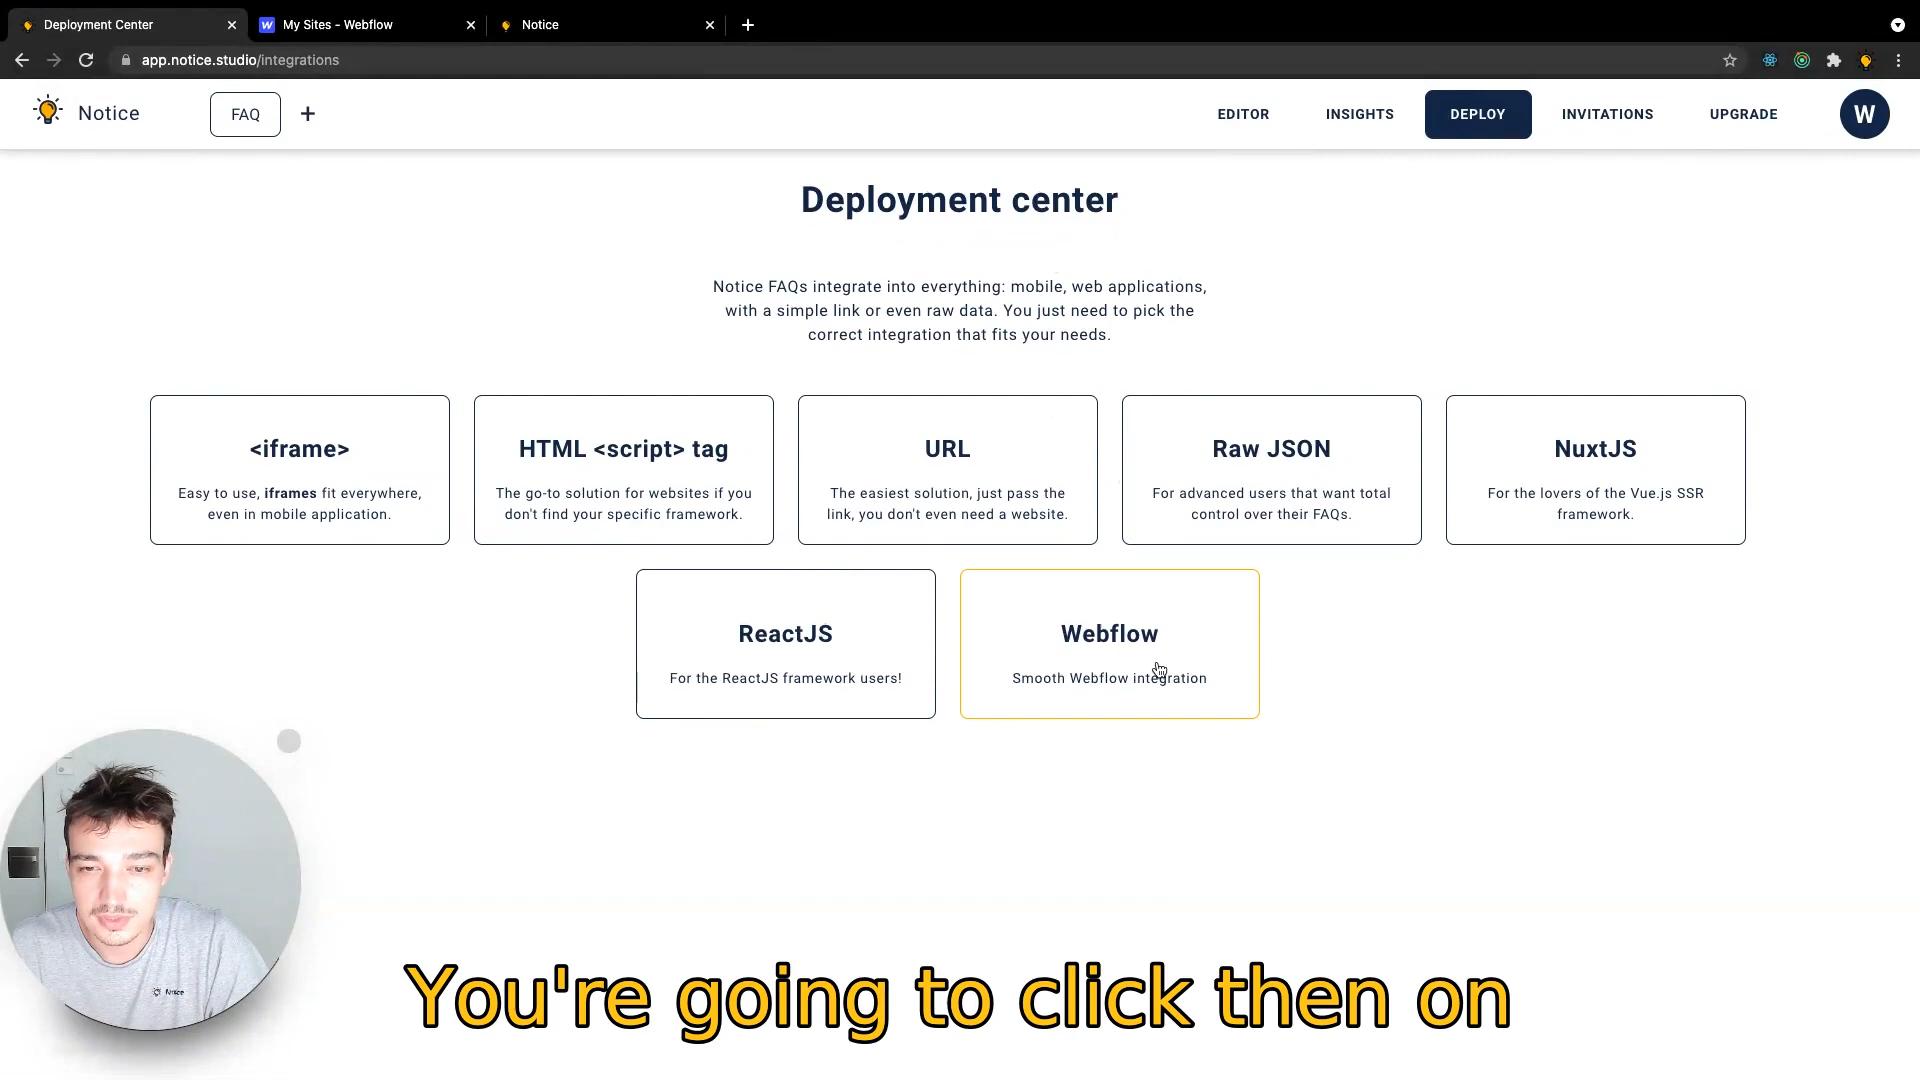 Deployment Center
My Sites - Webflow
Notice
app.notice.studio/integrations
Notice
FAQ
+
EDITOR
INSIGHTS
DEPLOY
INVITATIONS
UPGRADE
W
Deployment center
Notice FAQs integrate into everything: mobile, web applications,
with a simple link or even raw data. You just need to pick the
correct integration that fits your needs.
<iframe>
Easy to use, iframes fit everywhere,
even in mobile application.
HTML <script> tag
The go-to solution for websites if you
don't find your specific framework.
URL
The easiest solution, just pass the
link, you don't even need a website.
Raw JSON
For advanced users that want total
control over their FAQs.
NuxtJS
For the lovers of the Vue.js SSR
framework.
ReactJS
For the ReactJS framework users!
Webflow
Smooth Webflow integration
Notice
You're going to click then on